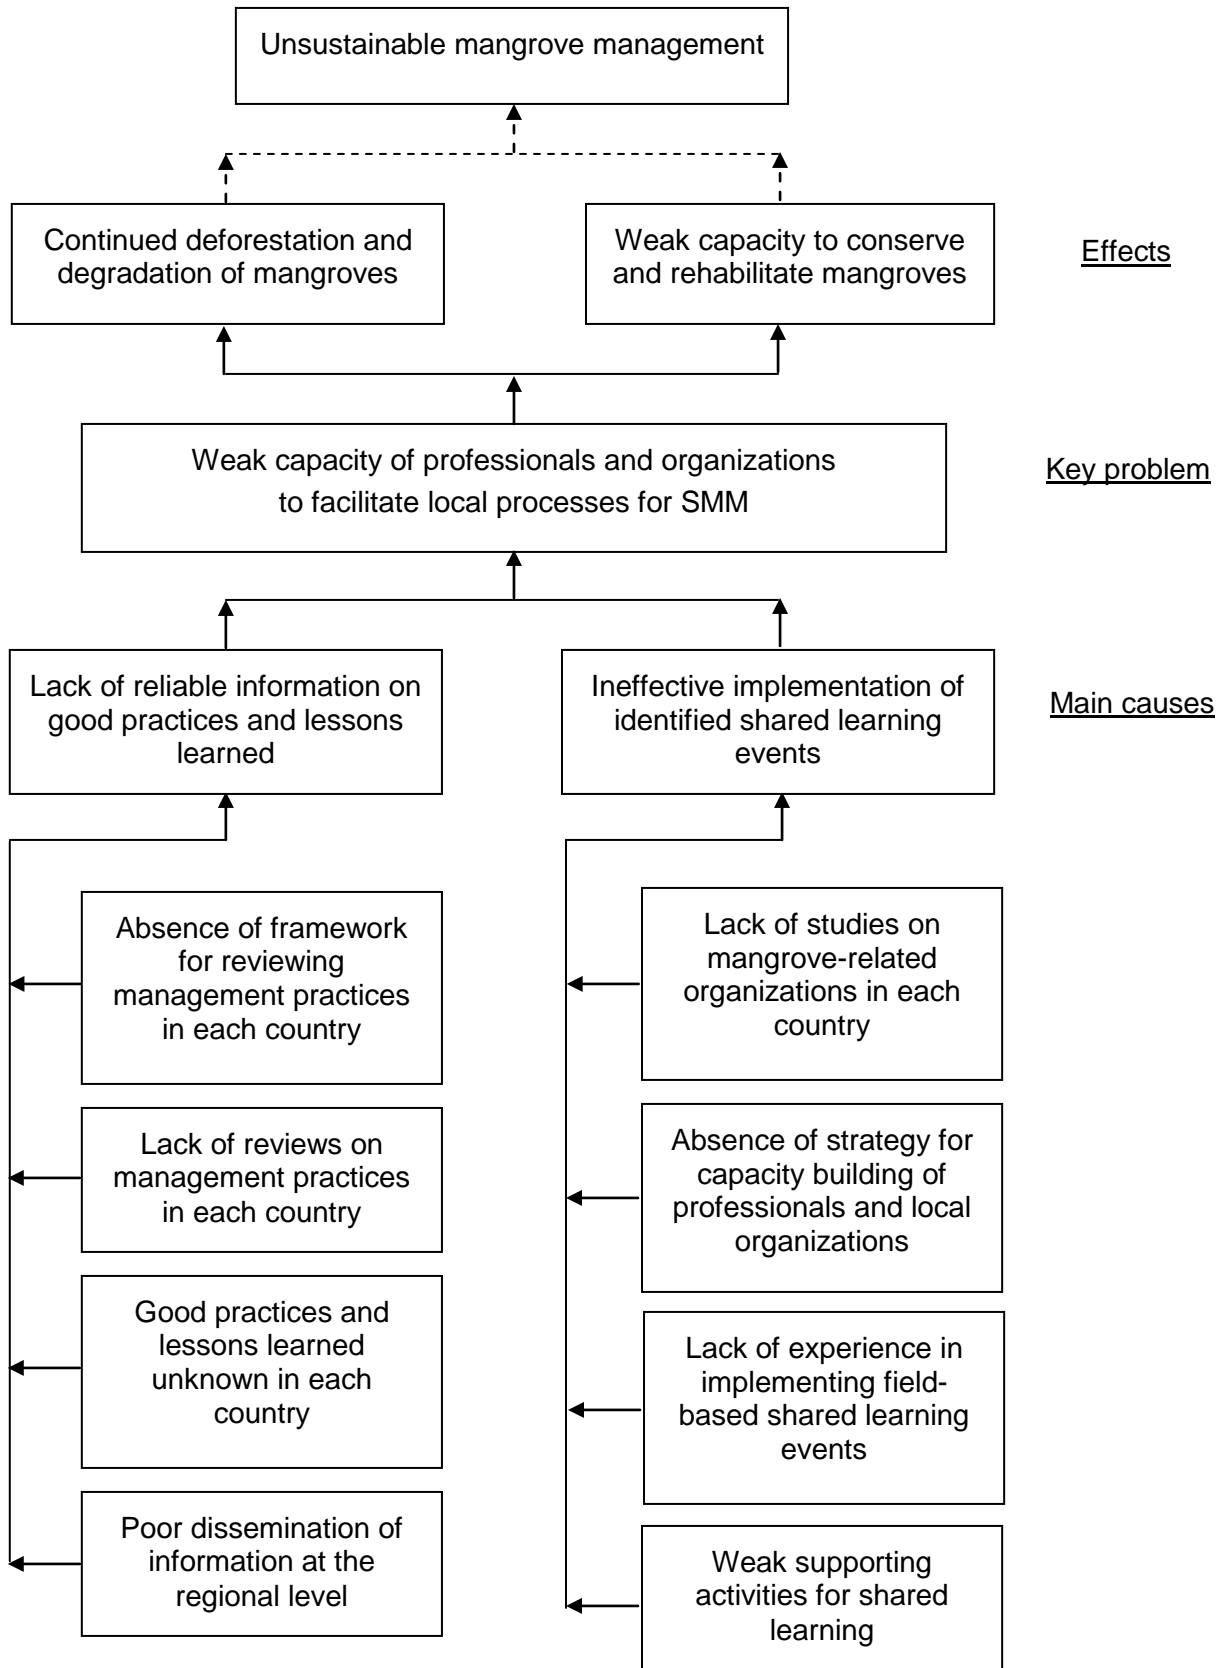 Unsustainable mangrove management
Continued deforestation and
degradation of mangroves
Weak capacity to conserve
and rehabilitate mangroves
Effects
Weak capacity of professionals and organizations
to facilitate local processes for SMM
Key problem
Lack of reliable information on
good practices and lessons
learned
Ineffective implementation of
identified shared learning
events
Main causes
Absence of framework
for reviewing
management practices
in each country
Lack of reviews on
management practices
in each country
Good practices and
lessons learned
unknown in each
country
Poor dissemination of
information at the
regional level
Lack of studies on
mangrove-related
organizations in each
country
Absence of strategy for
capacity building of
professionals and local
organizations
Lack of experience in
implementing field-
based shared learning
events
Weak supporting
activities for shared
learning